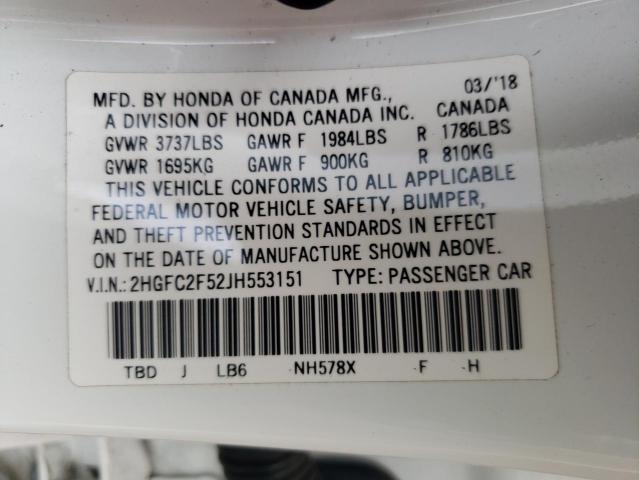 MFD. BY HONDA OF CANADA MFG., 03/'18
A DIVISION OF HONDA CANADA INC. CANADA
GVWR 3737LBS GAWR F 1984LBS R 1786LBS
GVWR 1695KG GAWR F 900KG R 810KG
THIS VEHICLE CONFORMS TO ALL APPLICABLE
FEDERAL MOTOR VEHICLE SAFETY, BUMPER,
AND THEFT PREVENTION STANDARDS IN EFFECT
ON THE DATE OF MANUFACTURE SHOWN ABOVE.
V.I.N.: 2HGFC2F52JH553151 TYPE: PASSENGER CAR
TBD J LB6 NH578X F H